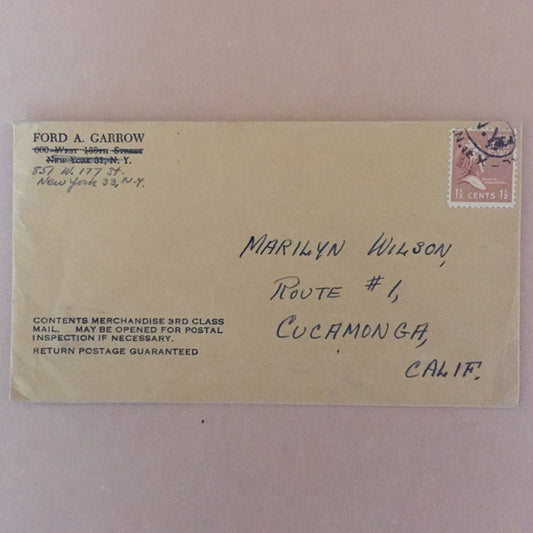 FORD A. GARROW
600 WEST 138TH STREET
NEW YORK 31, N. Y.
851 W. 177 St.
New York 33, N.Y.
1½ CENTS 1½
MARILYN WILSON,
ROUTE #1,
CUCAMONGA,
CALIF.
CONTENTS MERCHANDISE 3RD CLASS
MAIL. MAY BE OPENED FOR POSTAL
INSPECTION IF NECESSARY.
RETURN POSTAGE GUARANTEED